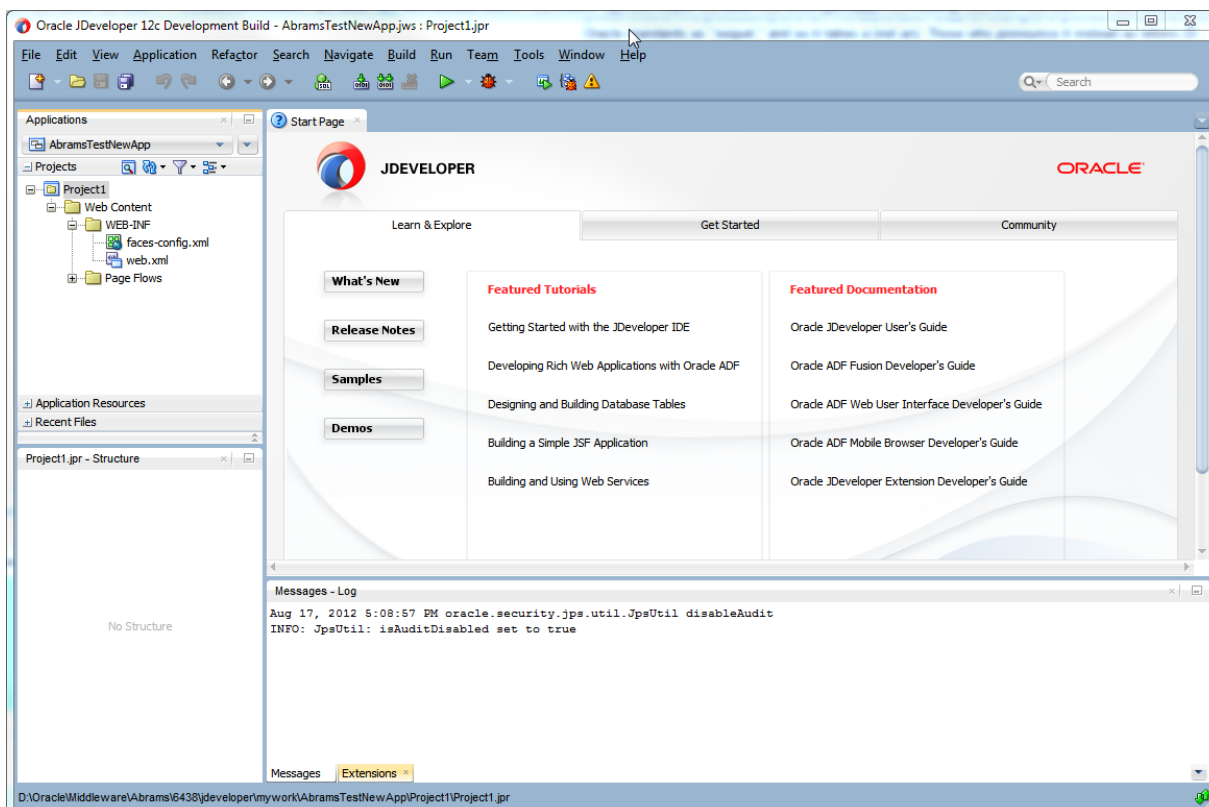 Oracle JDeveloper 12c Development Build - AbramsTestNewApp.jws : Project1.jpr
File Edit View Application Refactor Search Navigate Build Run Team Tools Window Help
Search
Applications
AbramsTestNewApp
Projects
Project1
Web Content
WEB-INF
faces-config.xml
web.xml
Page Flows
Application Resources
Recent Files
Project1.jpr - Structure
No Structure
Start Page
JDEVELOPER
ORACLE
Learn & Explore
Get Started
Community
What's New
Release Notes
Samples
Demos
Featured Tutorials
Getting Started with the JDeveloper IDE
Developing Rich Web Applications with Oracle ADF
Designing and Building Database Tables
Building a Simple JSF Application
Building and Using Web Services
Featured Documentation
Oracle JDeveloper User's Guide
Oracle ADF Fusion Developer's Guide
Oracle ADF Web User Interface Developer's Guide
Oracle ADF Mobile Browser Developer's Guide
Oracle JDeveloper Extension Developer's Guide
Messages - Log
Aug 17, 2012 5:08:57 PM oracle.security.jps.util.JpsUtil disableAudit
INFO: JpsUtil: isAuditDisabled set to true
Messages
Extensions
D:\Oracle\Middleware\Abrams\6438\jdeveloper\mywork\AbramsTestNewApp\Project1\Project1.jpr